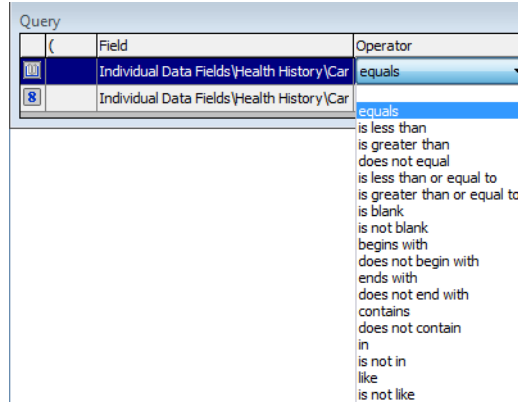 Query
( Field Operator
Individual Data Fields\Health History\Car equals
8 Individual Data Fields\Health History\Car
equals
is less than
is greater than
does not equal
is less than or equal to
is greater than or equal to
is blank
is not blank
begins with
does not begin with
ends with
does not end with
contains
does not contain
in
is not in
like
is not like